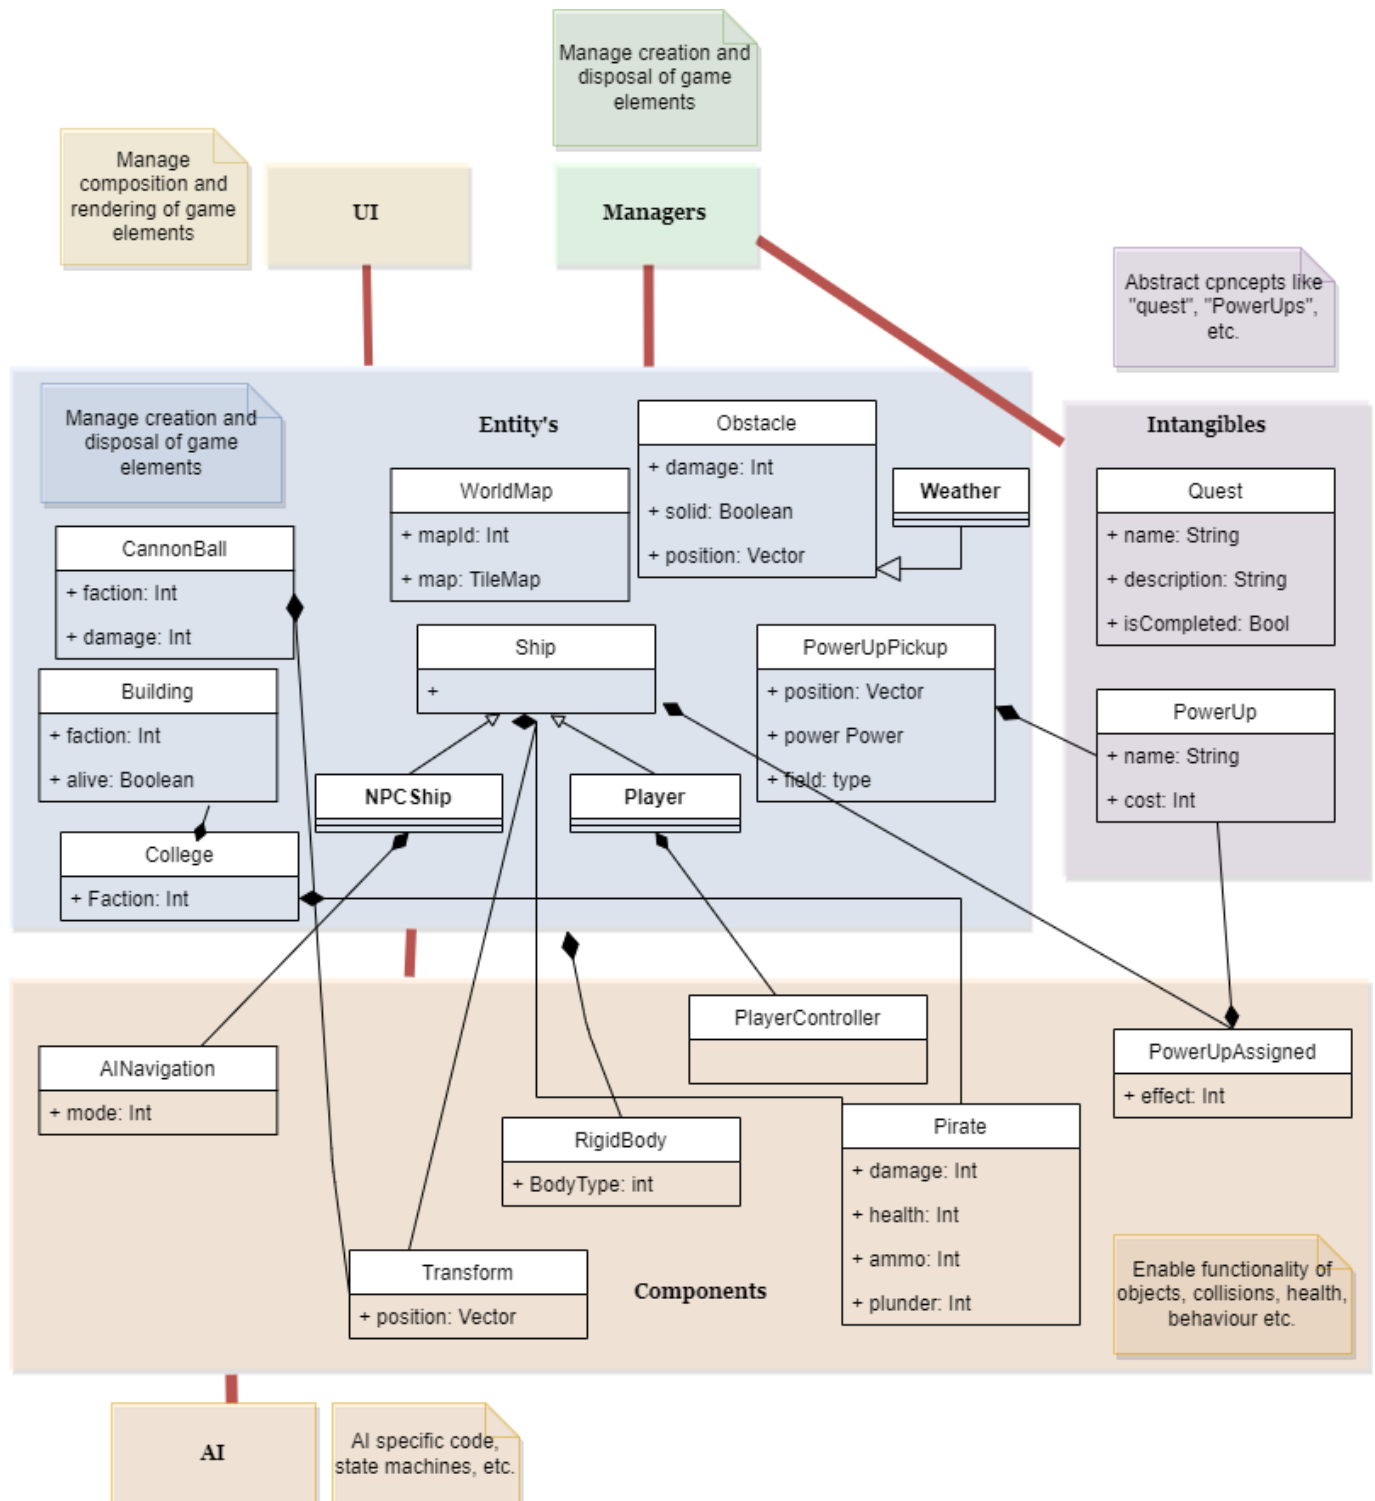 Manage creation and
disposal of game
elements
Manage
composition and
rendering of game
elements
UI
Managers
Abstract cpncepts like
"quest", "PowerUps",
etc.
Manage creation and
disposal of game
elements
Entity's
Obstacle
+ damage: Int
+ solid: Boolean
+ position: Vector
Intangibles
WorldMap
+ mapId: Int
+ map: TileMap
Weather
Quest
+ name: String
+ description: String
+ isCompleted: Bool
CannonBall
+ faction: Int
+ damage: Int
Ship
+
PowerUpPickup
+ position: Vector
+ power Power
+ field: type
Building
+ faction: Int
+ alive: Boolean
PowerUp
+ name: String
+ cost: Int
NPCShip
Player
College
+ Faction: Int
PlayerController
PowerUpAssigned
+ effect: Int
AINavigation
+ mode: Int
RigidBody
+ BodyType: int
Pirate
+ damage: Int
+ health: Int
+ ammo: Int
+ plunder: Int
Transform
+ position: Vector
Components
Enable functionality of
objects, collisions, health,
behaviour etc.
AI
AI specific code,
state machines, etc.